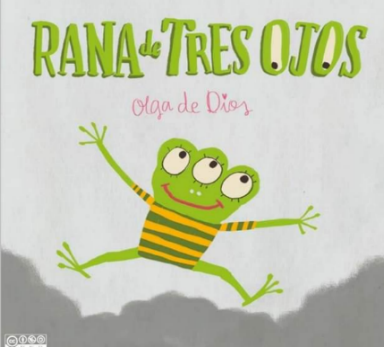 RANA de TRES OJOS
Olga de Dios